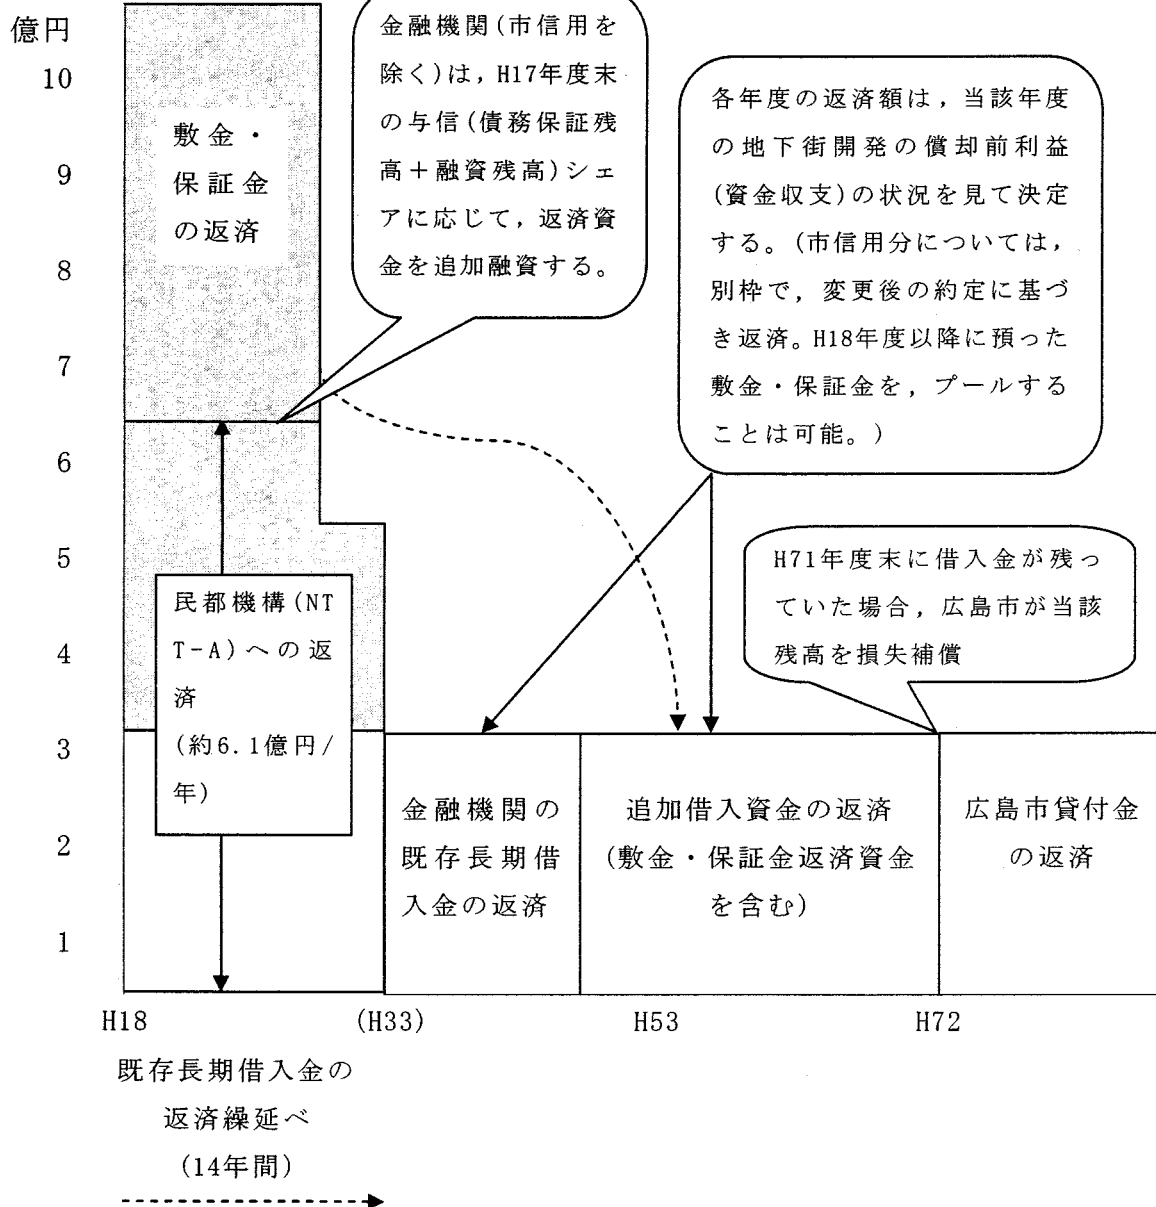 億円
10
9
8
7
6
5
4
3
2
1
敷金・
保証金
の返済
金融機関(市信用を
除く)は，H17年度末
の与信(債務保証残
高＋融資残高)シェ
アに応じて，返済資
金を追加融資する。
各年度の返済額は，当該年度
の地下街開発の償却前利益
(資金収支)の状況を見て決定
する。(市信用分については，
別枠で，変更後の約定に基づ
き返済。H18年度以降に預った
敷金・保証金を，プールする
ことは可能。)
民都機構(NT
T-A)への返
済
(約6.1億円/
年)
H71年度末に借入金が残っ
ていた場合，広島市が当該
残高を損失補償
金融機関の
既存長期借
入金の返済
追加借入資金の返済
(敷金・保証金返済資金
を含む)
広島市貸付金
の返済
H18
(H33)
H53
H72
既存長期借入金の
返済繰延べ
(14年間)